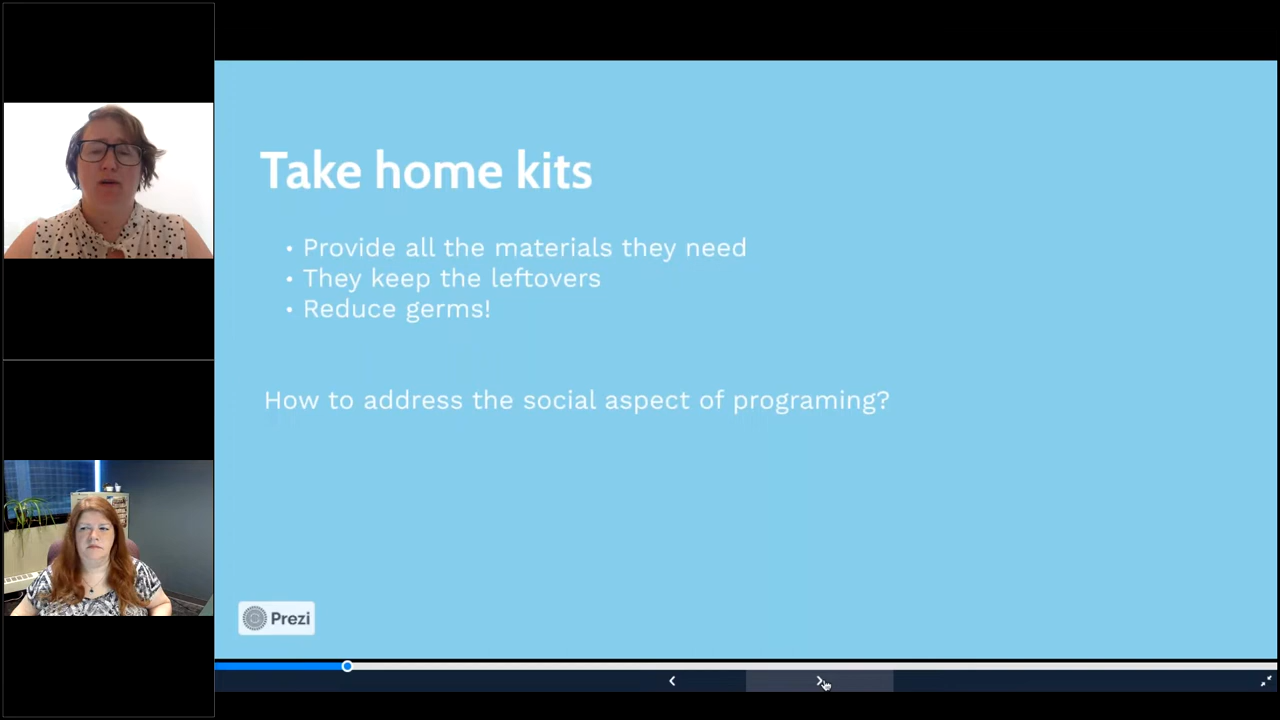 Take home kits
• Provide all the materials they need
• They keep the leftovers
• Reduce germs!
How to address the social aspect of programing?
Prezi